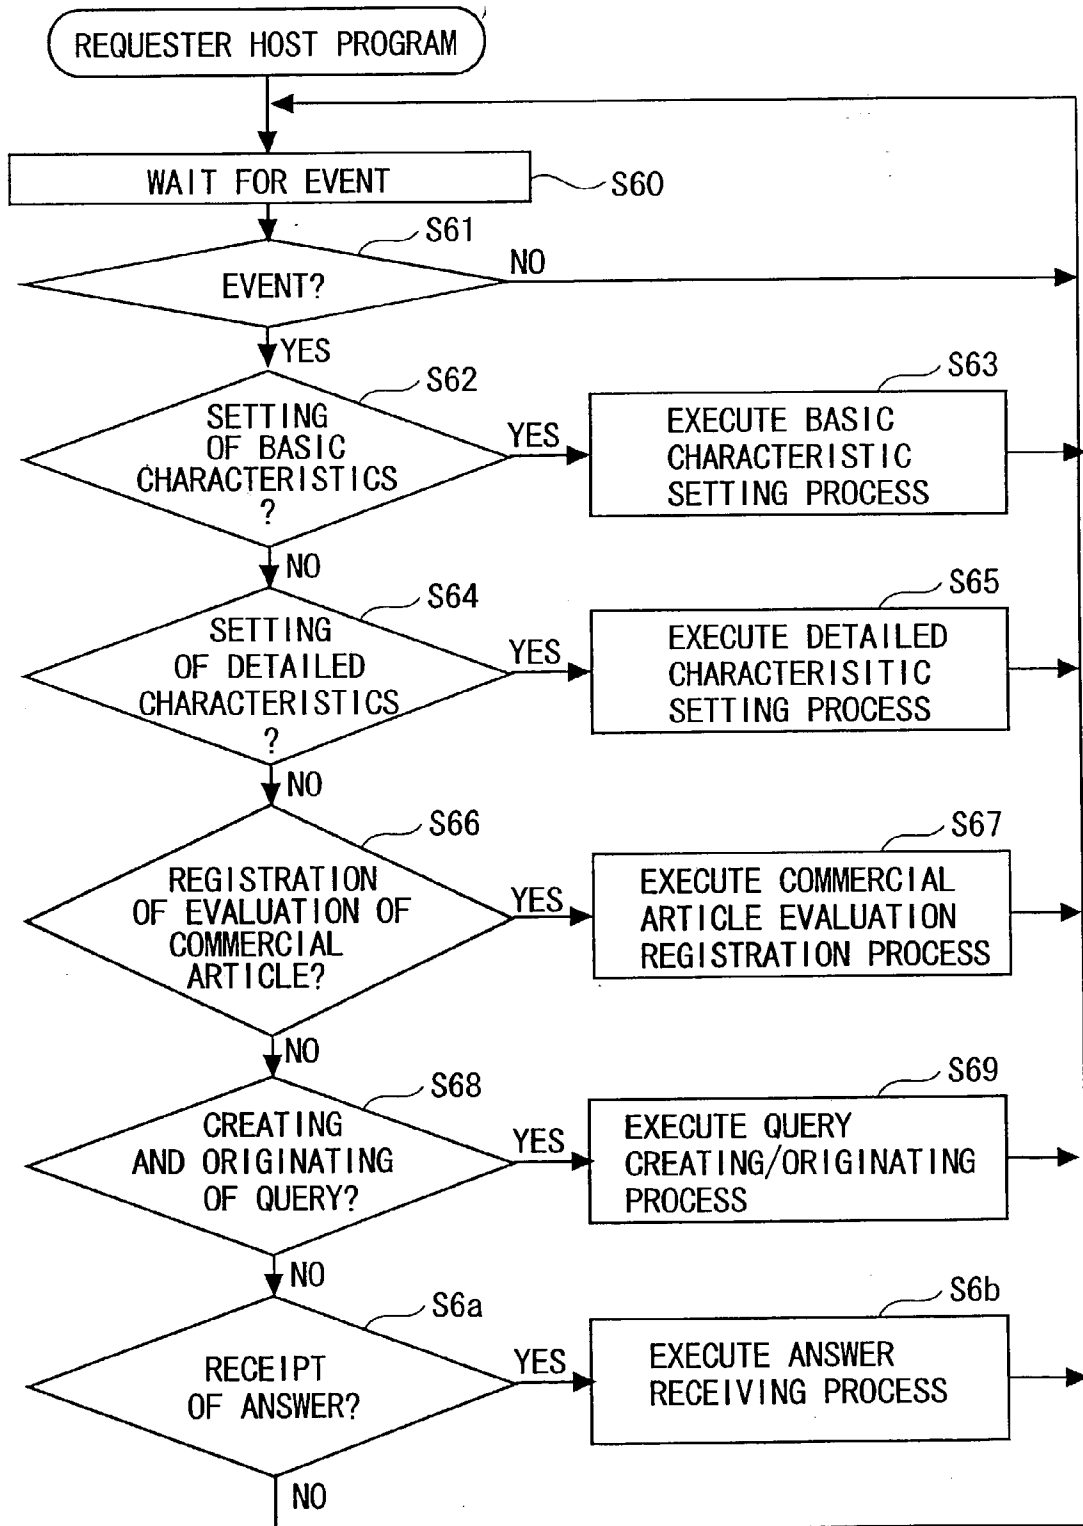 REQUESTER HOST PROGRAM
WAIT FOR EVENT
S60
S61
EVENT?
NO
YES
S62
SETTING
OF BASIC
CHARACTERISTICS
?
YES
S63
EXECUTE BASIC
CHARACTERISTIC
SETTING PROCESS
NO
S64
SETTING
OF DETAILED
CHARACTERISTICS
?
YES
S65
EXECUTE DETAILED
CHARACTERISITIC
SETTING PROCESS
NO
S66
REGISTRATION
OF EVALUATION OF
COMMERCIAL
ARTICLE?
YES
S67
EXECUTE COMMERCIAL
ARTICLE EVALUATION
REGISTRATION PROCESS
NO
S68
CREATING
AND ORIGINATING
OF QUERY?
YES
S69
EXECUTE QUERY
CREATING/ORIGINATING
PROCESS
NO
S6a
RECEIPT
OF ANSWER?
YES
S6b
EXECUTE ANSWER
RECEIVING PROCESS
NO